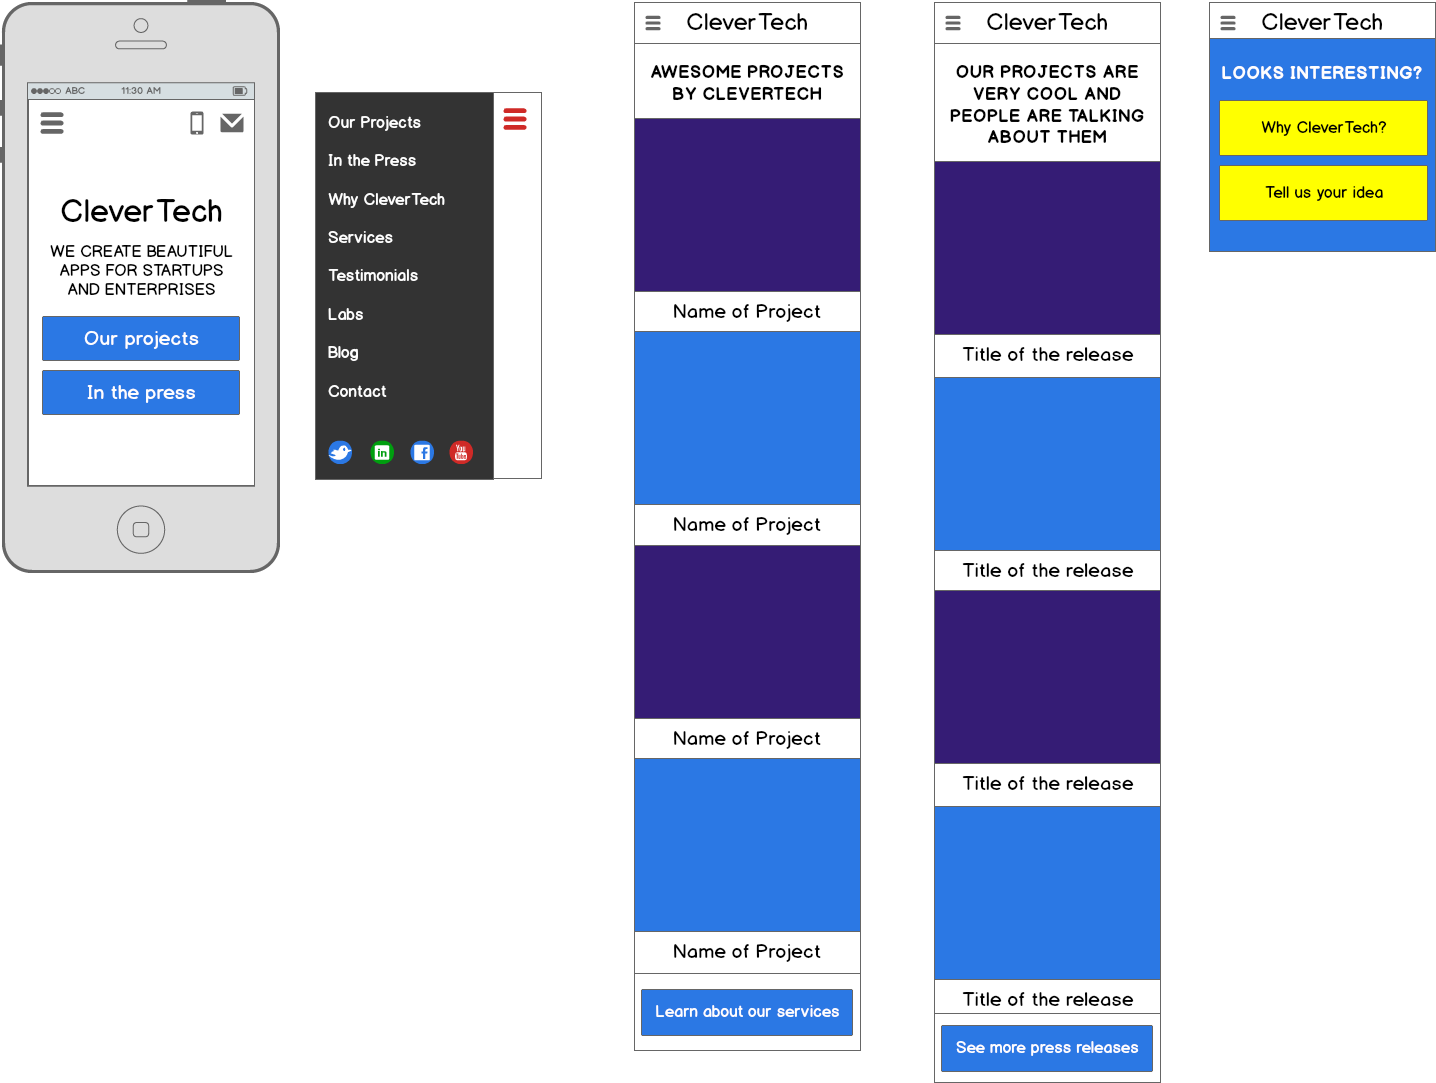 ABC 11:30 AM
CleverTech
WE CREATE BEAUTIFUL
APPS FOR STARTUPS
AND ENTERPRISES
Our projects
In the press
Our Projects
In the Press
Why CleverTech
Services
Testimonials
Labs
Blog
Contact
in
f
You
Tube
CleverTech
AWESOME PROJECTS
BY CLEVERTECH
Name of Project
Name of Project
Name of Project
Name of Project
Learn about our services
CleverTech
OUR PROJECTS ARE
VERY COOL AND
PEOPLE ARE TALKING
ABOUT THEM
Title of the release
Title of the release
Title of the release
Title of the release
See more press releases
CleverTech
LOOKS INTERESTING?
Why CleverTech?
Tell us your idea